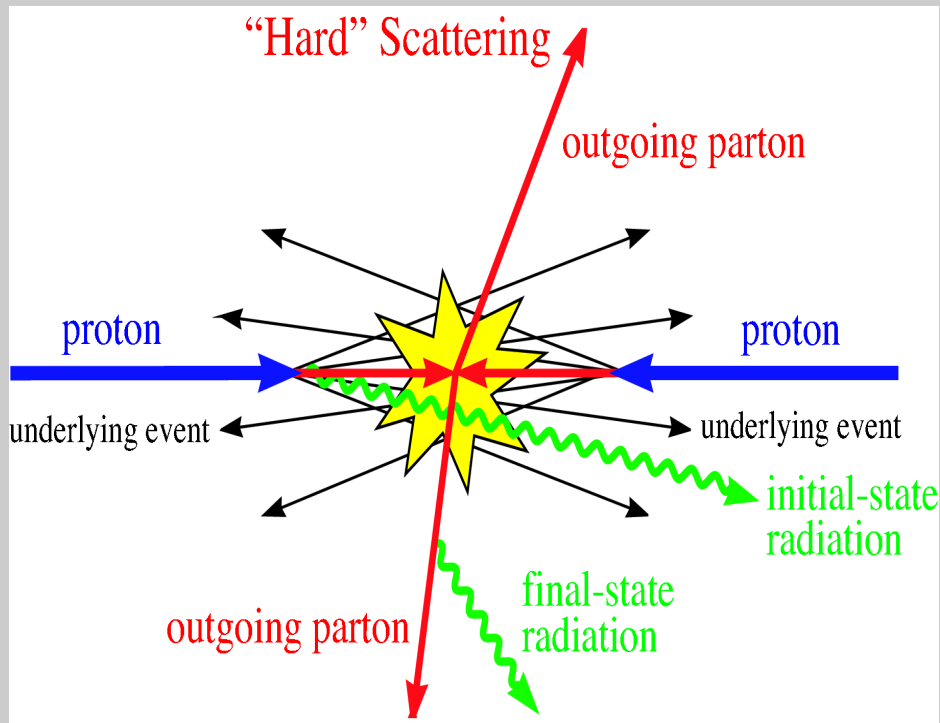 “Hard” Scattering
outgoing parton
proton
proton
underlying event
underlying event
initial-state
radiation
final-state
radiation
outgoing parton